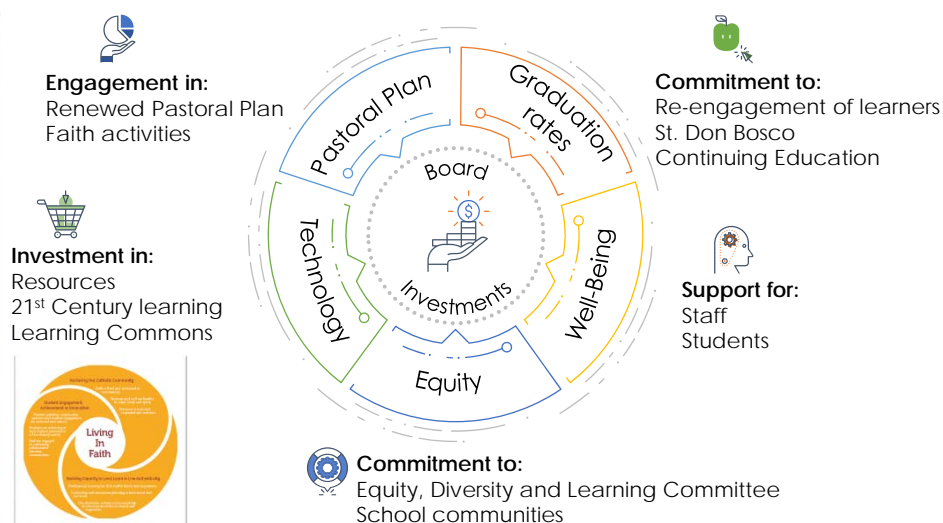 Engagement in:
Renewed Pastoral Plan
Faith activities
Commitment to:
Re-engagement of learners
St. Don Bosco
Continuing Education
Investment in:
Resources
21st Century learning
Learning Commons
Support for:
Staff
Students
Pastoral Plan
Graduation
rates
Technology
Well-Being
Equity
Board
$
Investments
Living
In
Faith
Commitment to:
Equity, Diversity and Learning Committee
School communities